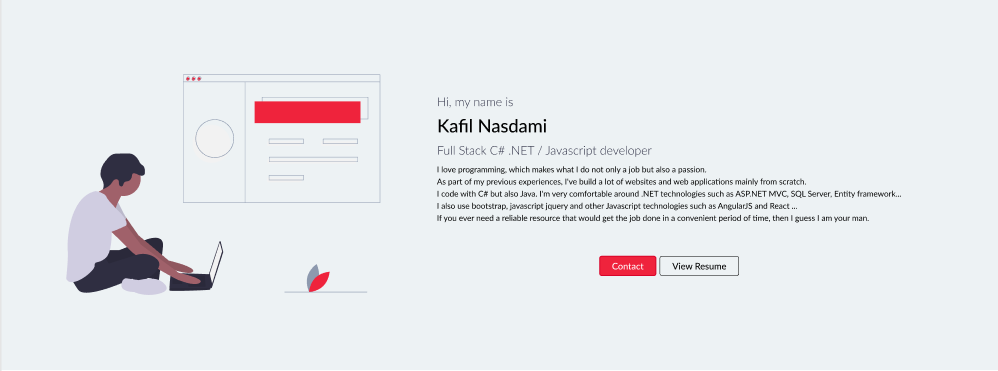 Hi, my name is
Kafil Nasdami
Full Stack C# .NET / Javascript developer
I love programming, which makes what I do not only a job but also a passion.
As part of my previous experiences, I've build a lot of websites and web applications mainly from scratch.
I code with C# but also Java. I'm very comfortable around .NET technologies such as ASP.NET MVC, SQL Server, Entity framework...
I also use bootstrap, javascript jquery and other Javascript technologies such as AngularJS and React ...
If you ever need a reliable resource that would get the job done in a convenient period of time, then I guess I am your man.
Contact
View Resume